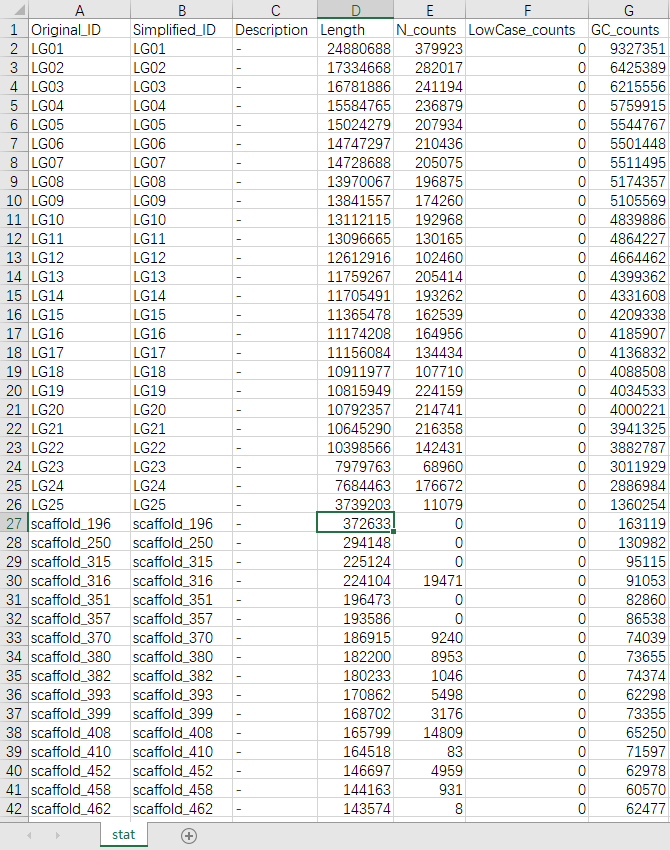 A B C D E F G
1 Original_ID Simplified_ID Description Length N_counts LowCase_counts GC_counts
2 LG01 LG01 - 24880688 379923 0 9327351
3 LG02 LG02 - 17334668 282017 0 6425389
4 LG03 LG03 - 16781886 241194 0 6215556
5 LG04 LG04 - 15584765 236879 0 5759915
6 LG05 LG05 - 15024279 207934 0 5544767
7 LG06 LG06 - 14747297 210436 0 5501448
8 LG07 LG07 - 14728688 205075 0 5511495
9 LG08 LG08 - 13970067 196875 0 5174357
10 LG09 LG09 - 13841557 174260 0 5105569
11 LG10 LG10 - 13112115 192968 0 4839886
12 LG11 LG11 - 13096665 130165 0 4864227
13 LG12 LG12 - 12612916 102460 0 4664462
14 LG13 LG13 - 11759267 205414 0 4399362
15 LG14 LG14 - 11705491 193262 0 4331608
16 LG15 LG15 - 11365478 162539 0 4209338
17 LG16 LG16 - 11174208 164956 0 4185907
18 LG17 LG17 - 11156084 134434 0 4136832
19 LG18 LG18 - 10911977 107710 0 4088508
20 LG19 LG19 - 10815949 224159 0 4034533
21 LG20 LG20 - 10792357 214741 0 4000221
22 LG21 LG21 - 10645290 216358 0 3941325
23 LG22 LG22 - 10398566 142431 0 3882787
24 LG23 LG23 - 7979763 68960 0 3011929
25 LG24 LG24 - 7684463 176672 0 2886984
26 LG25 LG25 - 3739203 11079 0 1360254
27 scaffold_196 scaffold_196 - 372633 0 0 163119
28 scaffold_250 scaffold_250 - 294148 0 0 130982
29 scaffold_315 scaffold_315 - 225124 0 0 95115
30 scaffold_316 scaffold_316 - 224104 19471 0 91053
31 scaffold_351 scaffold_351 - 196473 0 0 82860
32 scaffold_357 scaffold_357 - 193586 0 0 86538
33 scaffold_370 scaffold_370 - 186915 9240 0 74039
34 scaffold_380 scaffold_380 - 182200 8953 0 73655
35 scaffold_382 scaffold_382 - 180233 1046 0 74374
36 scaffold_393 scaffold_393 - 170862 5498 0 62298
37 scaffold_399 scaffold_399 - 168702 3176 0 73355
38 scaffold_408 scaffold_408 - 165799 14809 0 65250
39 scaffold_410 scaffold_410 - 164518 83 0 71597
40 scaffold_452 scaffold_452 - 146697 4959 0 62978
41 scaffold_458 scaffold_458 - 144163 931 0 60570
42 scaffold_462 scaffold_462 - 143574 8 0 62477
stat